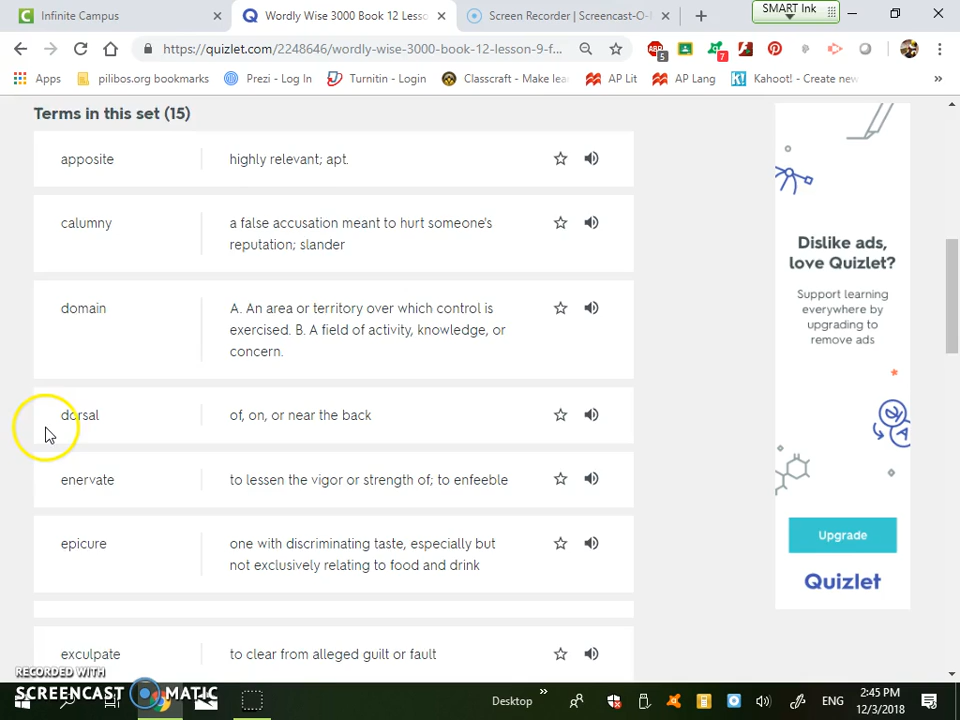 Infinite Campus
Wordly Wise 3000 Book 12 Less
Screen Recorder | Screencast-O-
SMART Ink
https://quizlet.com/2248646/wordly-wise-3000-book-12-lesson-9-f...
5
7
Apps
pilibos.org bookmarks
Prezi - Log In
Turnitin - Login
Classcraft - Make lea
AP Lit
AP Lang
Kahoot! - Create new
Terms in this set (15)
apposite
highly relevant; apt.
calumny
a false accusation meant to hurt someone's
reputation; slander
domain
A. An area or territory over which control is
exercised. B. A field of activity, knowledge, or
concern.
dorsal
of, on, or near the back
enervate
to lessen the vigor or strength of; to enfeeble
epicure
one with discriminating taste, especially but
not exclusively relating to food and drink
exculpate
to clear from alleged guilt or fault
Dislike ads,
love Quizlet?
Support learning
everywhere by
upgrading to
remove ads
Upgrade
Quizlet
RECORDED WITH
SCREENCAST MATIC
Desktop
ENG
2:45 PM
12/3/2018